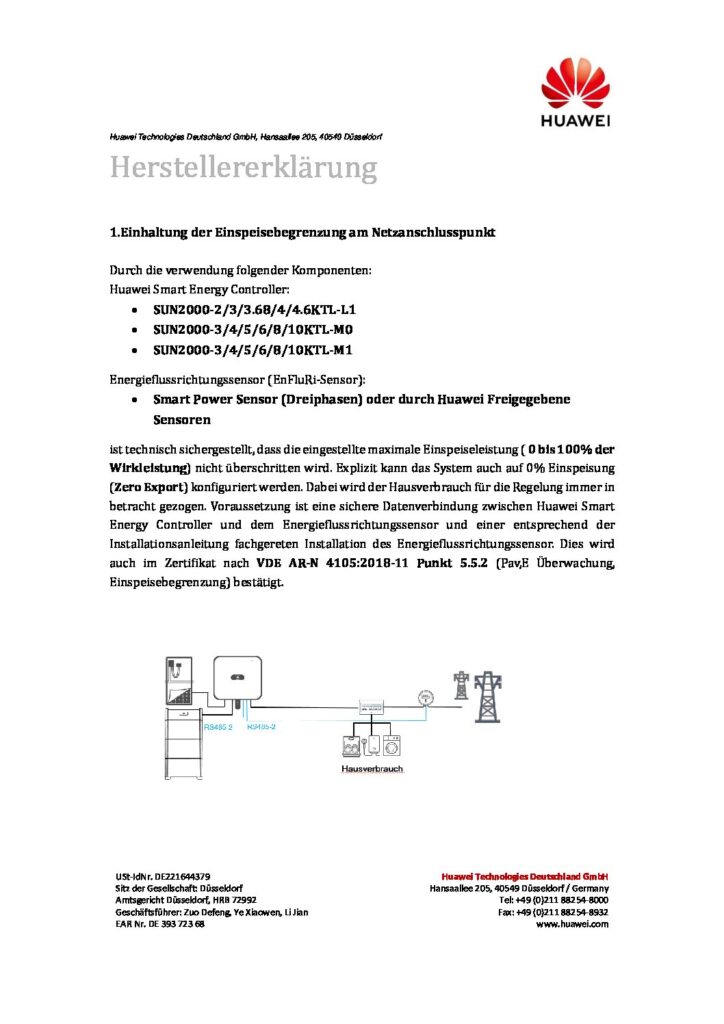 HUAWEI
Huawei Technologies Deutschland GmbH, Hansaallee 205, 40549 Düsseldorf
Herstellererklärung
1.Einhaltung der Einspeisebegrenzung am Netzanschlusspunkt
Durch die verwendung folgender Komponenten:
Huawei Smart Energy Controller:
• SUN2000-2/3/3.68/4/4.6KTL-L1
• SUN2000-3/4/5/6/8/10KTL-M0
• SUN2000-3/4/5/6/8/10KTL-M1
Energieflussrichtungssensor (EnFluRi-Sensor):
• Smart Power Sensor (Dreiphasen) oder durch Huawei Freigegebene
Sensoren
ist technisch sichergestellt, dass die eingestellte maximale Einspeiseleistung ( 0 bis 100% der
Wirkleistung) nicht überschritten wird. Explizit kann das System auch auf 0% Einspeisung
(Zero Export) konfiguriert werden. Dabei wird der Hausverbrauch für die Regelung immer in
betracht gezogen. Voraussetzung ist eine sichere Datenverbindung zwischen Huawei Smart
Energy Controller und dem Energieflussrichtungssensor und einer entsprechend der
Installationsanleitung fachgereten Installation des Energieflussrichtungssensor. Dies wird
auch im Zertifikat nach VDE AR-N 4105:2018-11 Punkt 5.5.2 (Pav,E Überwachung,
Einspeisebegrenzung) bestätigt.
RS485-2 RS485-2
Hausverbrauch
USt-IdNr. DE221644379
Sitz der Gesellschaft: Düsseldorf
Amtsgericht Düsseldorf, HRB 72992
Geschäftsführer: Zuo Defeng, Ye Xiaowen, Li Jian
EAR Nr. DE 393 723 68
Huawei Technologies Deutschland GmbH
Hansaallee 205, 40549 Düsseldorf / Germany
Tel: +49 (0)211 88254-8000
Fax: +49 (0)211 88254-8932
www.huawei.com